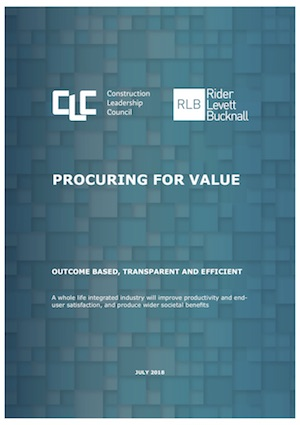 CLC
Construction
Leadership
Council
RLB
Rider
Levett
Bucknall
PROCURING FOR VALUE
OUTCOME BASED, TRANSPARENT AND EFFICIENT
A whole life integrated industry will improve productivity and end-
user satisfaction, and produce wider societal benefits
JULY 2018